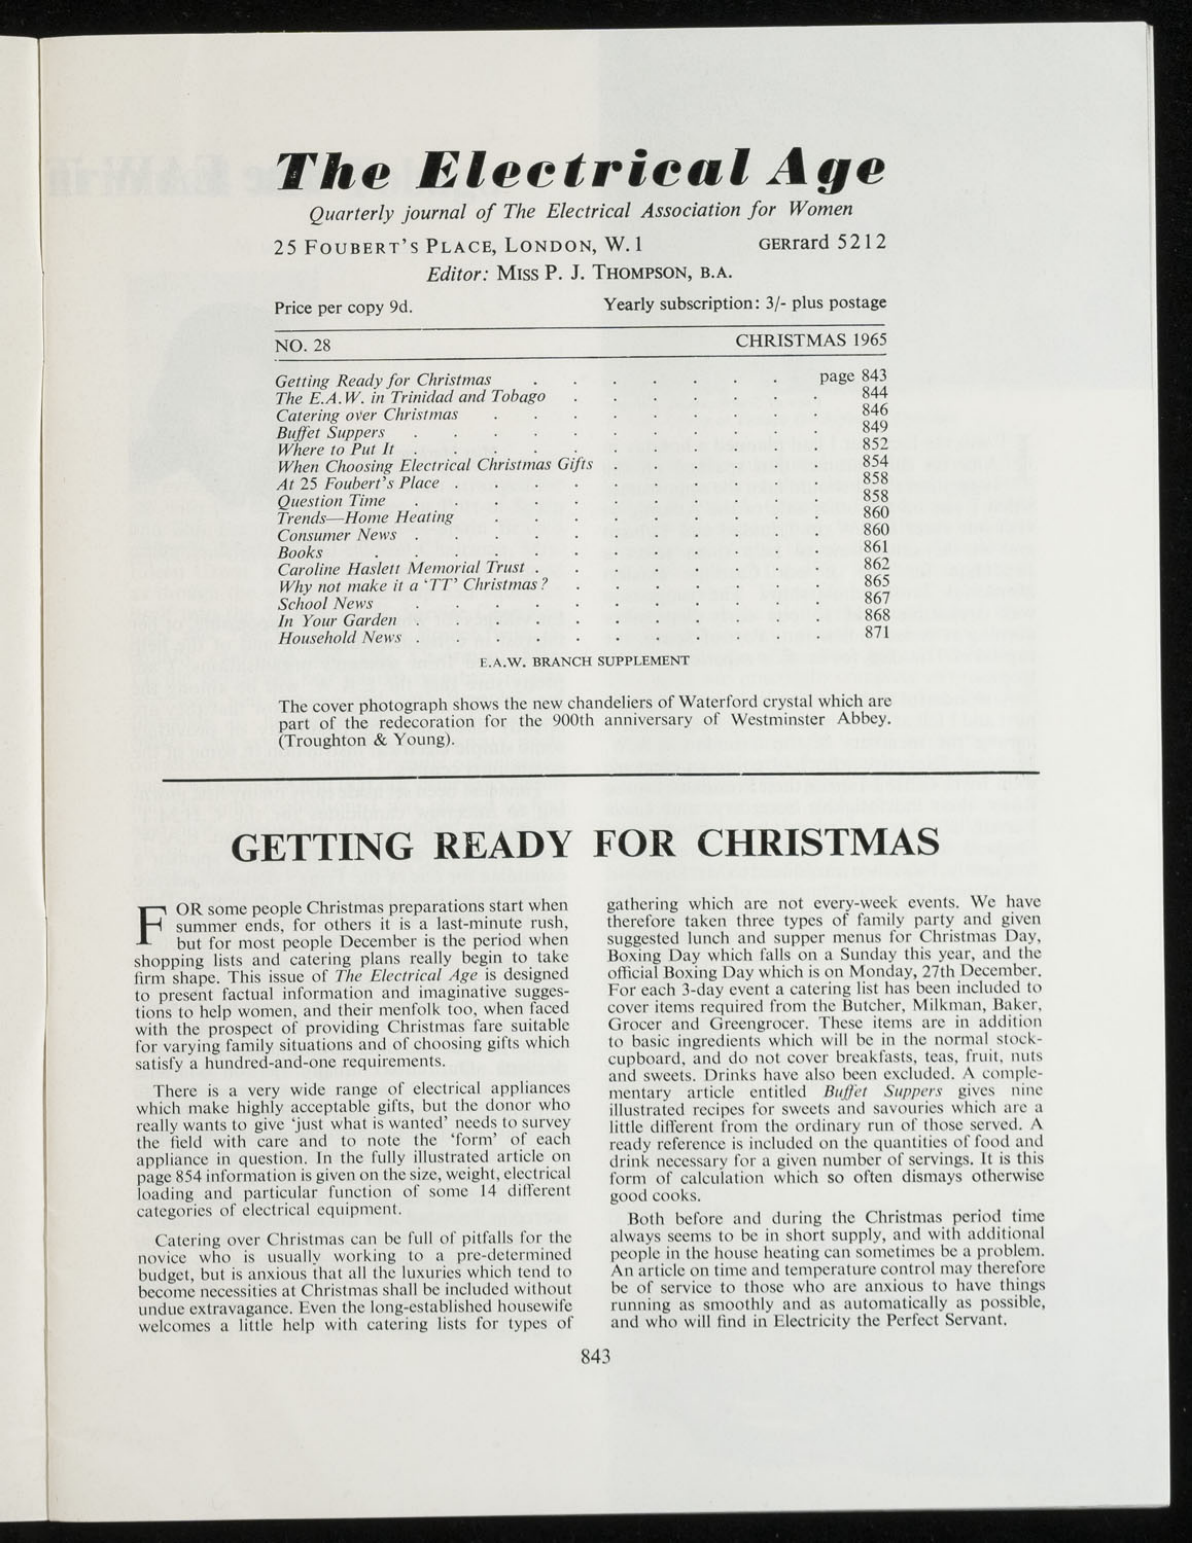 The Electrical Age
Quarterly journal of The Electrical Association for Women
25 FOUBERT'S PLACE, LONDON, W.1 GERrard 5212
Editor: MISS P. J. THOMPSON, B.A.
Price per copy 9d. Yearly subscription: 3/- plus postage
NO. 28 CHRISTMAS 1965
Getting Ready for Christmas . . . . . . . page 843
The E.A.W. in Trinidad and Tobago . . . . . . . 844
Catering over Christmas . . . . . . . . . 846
Buffet Suppers . . . . . . . . . . . 849
Where to Put It . . . . . . . . . . . 852
When Choosing Electrical Christmas Gifts . . . . . . 854
At 25 Foubert's Place . . . . . . . . . . 858
Question Time . . . . . . . . . . . 858
Trends—Home Heating . . . . . . . . . 860
Consumer News . . . . . . . . . . . 860
Books . . . . . . . . . . . . 861
Caroline Haslett Memorial Trust . . . . . . . . 862
Why not make it a 'TT' Christmas? . . . . . . . 865
School News . . . . . . . . . . . 867
In Your Garden . . . . . . . . . . . 868
Household News . . . . . . . . . . . 871
E.A.W. BRANCH SUPPLEMENT
The cover photograph shows the new chandeliers of Waterford crystal which are
part of the redecoration for the 900th anniversary of Westminster Abbey.
(Troughton & Young).
GETTING READY FOR CHRISTMAS
FOR some people Christmas preparations start when
summer ends, for others it is a last-minute rush,
but for most people December is the period when
shopping lists and catering plans really begin to take
firm shape. This issue of The Electrical Age is designed
to present factual information and imaginative sugges-
tions to help women, and their menfolk too, when faced
with the prospect of providing Christmas fare suitable
for varying family situations and of choosing gifts which
satisfy a hundred-and-one requirements.
There is a very wide range of electrical appliances
which make highly acceptable gifts, but the donor who
really wants to give 'just what is wanted' needs to survey
the field with care and to note the 'form' of each
appliance in question. In the fully illustrated article on
page 854 information is given on the size, weight, electrical
loading and particular function of some 14 different
categories of electrical equipment.
Catering over Christmas can be full of pitfalls for the
novice who is usually working to a pre-determined
budget, but is anxious that all the luxuries which tend to
become necessities at Christmas shall be included without
undue extravagance. Even the long-established housewife
welcomes a little help with catering lists for types of
gathering which are not every-week events. We have
therefore taken three types of family party and given
suggested lunch and supper menus for Christmas Day,
Boxing Day which falls on a Sunday this year, and the
official Boxing Day which is on Monday, 27th December.
For each 3-day event a catering list has been included to
cover items required from the Butcher, Milkman, Baker,
Grocer and Greengrocer. These items are in addition
to basic ingredients which will be in the normal stock-
cupboard, and do not cover breakfasts, teas, fruit, nuts
and sweets. Drinks have also been excluded. A comple-
mentary article entitled Buffet Suppers gives nine
illustrated recipes for sweets and savouries which are a
little different from the ordinary run of those served. A
ready reference is included on the quantities of food and
drink necessary for a given number of servings. It is this
form of calculation which so often dismays otherwise
good cooks.
Both before and during the Christmas period time
always seems to be in short supply, and with additional
people in the house heating can sometimes be a problem.
An article on time and temperature control may therefore
be of service to those who are anxious to have things
running as smoothly and as automatically as possible,
and who will find in Electricity the Perfect Servant.
843